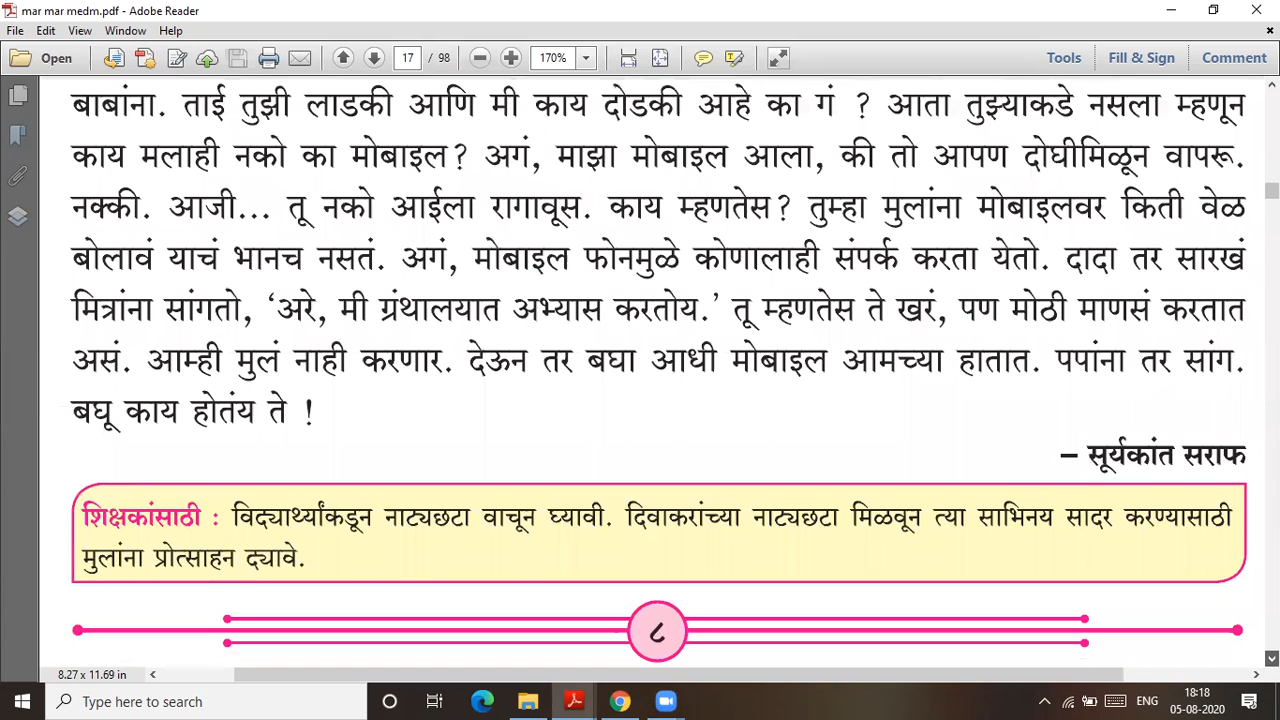 mar mar medm.pdf - Adobe Reader
File Edit View Window Help
Open 17 / 98 170% Tools Fill & Sign Comment
बाबांना. ताई तुझी लाडकी आणि मी काय दोडकी आहे का गं ? आता तुझ्याकडे नसला म्हणून
काय मलाही नको का मोबाइल? अगं, माझा मोबाइल आला, की तो आपण दोघीमिळून वापरू.
नक्की. आजी... तू नको आईला रागावूस. काय म्हणतेस? तुम्हा मुलांना मोबाइलवर किती वेळ
बोलावं याचं भानच नसतं. अगं, मोबाइल फोनमुळे कोणालाही संपर्क करता येतो. दादा तर सारखं
मित्रांना सांगतो, ‘अरे, मी ग्रंथालयात अभ्यास करतोय.’ तू म्हणतेस ते खरं, पण मोठी माणसं करतात
असं. आम्ही मुलं नाही करणार. देऊन तर बघा आधी मोबाइल आमच्या हातात. पपांना तर सांग.
बघू काय होतंय ते !
– सूर्यकांत सराफ
शिक्षकांसाठी : विद्यार्थ्यांकडून नाट्यछटा वाचून घ्यावी. दिवाकरांच्या नाट्यछटा मिळवून त्या साभिनय सादर करण्यासाठी
मुलांना प्रोत्साहन द्यावे.
८
8.27 x 11.69 in
Type here to search ENG 18:18
05-08-2020